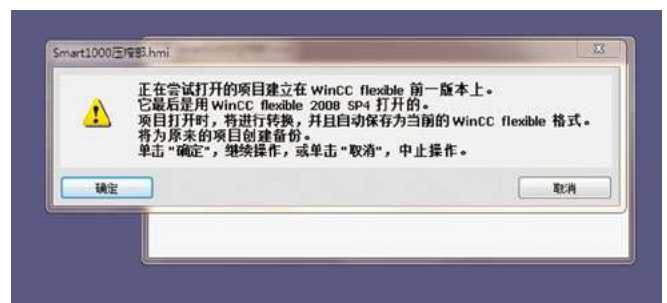 Smart1000压缩部.hmi
正在尝试打开的项目建立在 WinCC flexible 前一版本上。
它最后是用 WinCC flexible 2008 SP4 打开的。
项目打开时，将进行转换，并且自动保存为当前的 WinCC flexible 格式。
将为原来的项目创建备份。
单击"确定"，继续操作，或单击"取消"，中止操作。
确定
取消